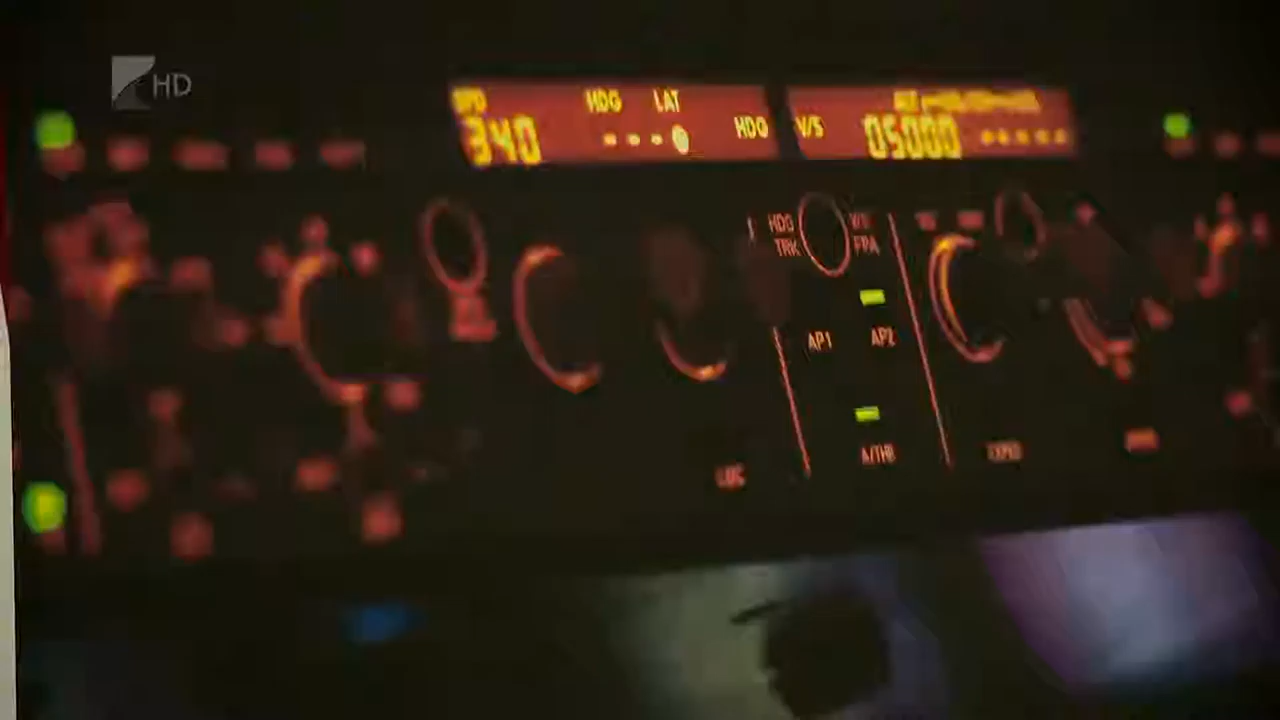 HD
SPD HDG LAT
340 HDG V/S 05000
HDG V/S
TRK FPA
AP1 AP2
A/THR EXPED
LOC